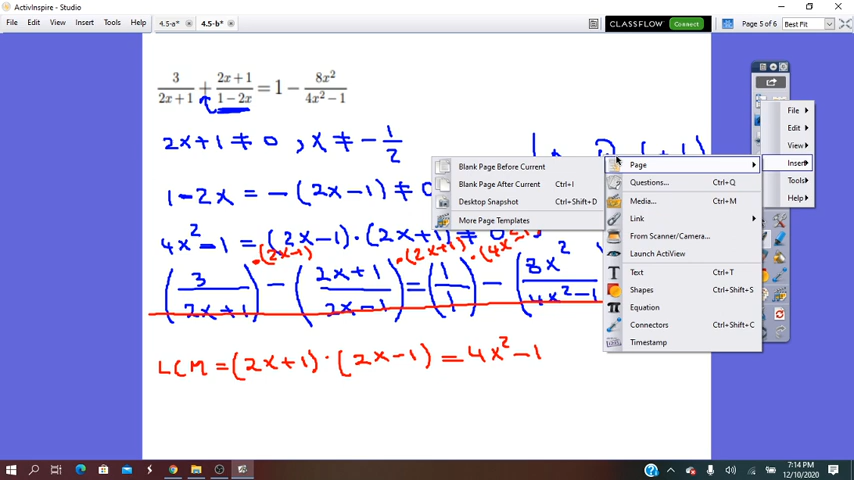 ActivInspire - Studio
File Edit View Insert Tools Help
4.5-a* 4.5-b* CLASSFLOW Connect Page 5 of 6 Best Fit
3/(2x+1) + (2x+1)/(1-2x) = 1 - 8x²/(4x²-1)
2x+1 ≠ 0 , x ≠ -1/2
1-2x = -(2x-1) ≠ 0
4x²-1 = (2x-1)·(2x+1) ≠ 0
·(2x-1) ·(2x+1) ·(4x²-1)
(3/(2x+1)) - ((2x+1)/(2x-1)) = (1/1) - (8x²/(4x²-1
LCM = (2x+1)·(2x-1) = 4x²-1
File
Edit
View
Insert
Tools
Help
Page
Questions... Ctrl+Q
Media... Ctrl+M
Link
From Scanner/Camera...
Launch ActiView
Text Ctrl+T
Shapes Ctrl+Shift+S
Equation
Connectors Ctrl+Shift+C
Timestamp
Blank Page Before Current
Blank Page After Current Ctrl+I
Desktop Snapshot Ctrl+Shift+D
More Page Templates
7:14 PM
12/10/2020